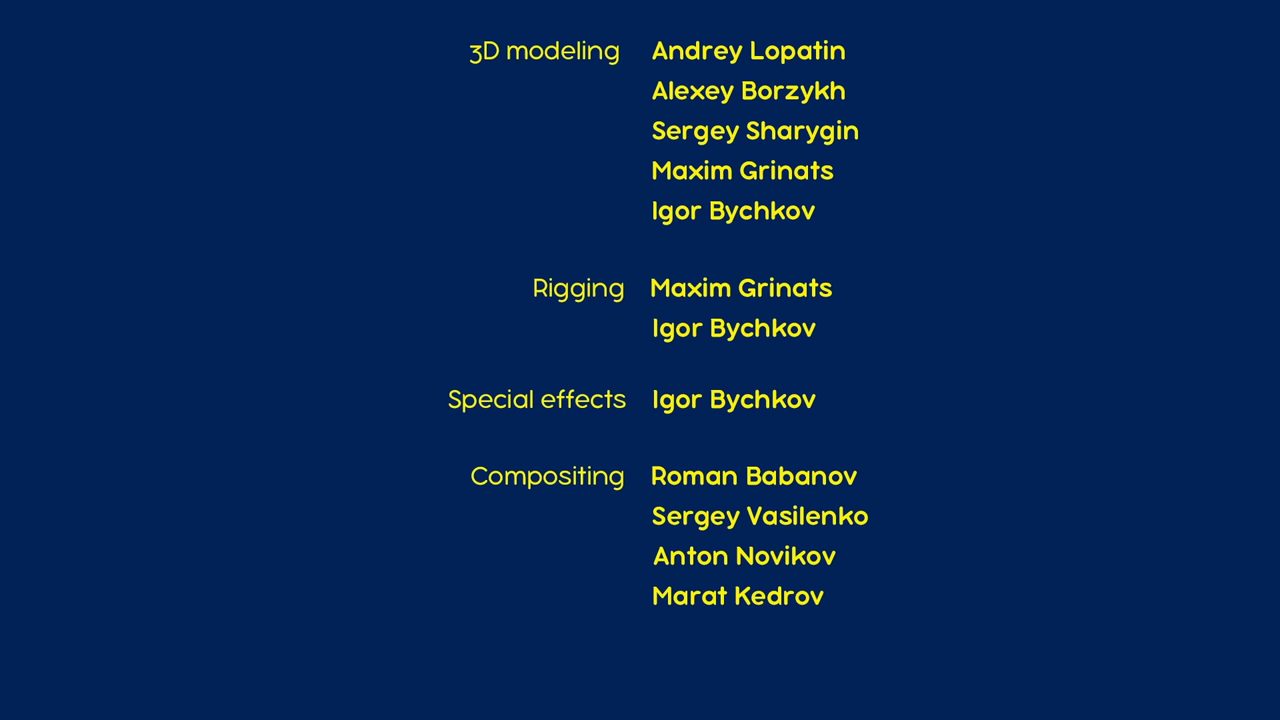 3D modeling Andrey Lopatin
Alexey Borzykh
Sergey Sharygin
Maxim Grinats
Igor Bychkov
Rigging Maxim Grinats
Igor Bychkov
Special effects Igor Bychkov
Compositing Roman Babanov
Sergey Vasilenko
Anton Novikov
Marat Kedrov